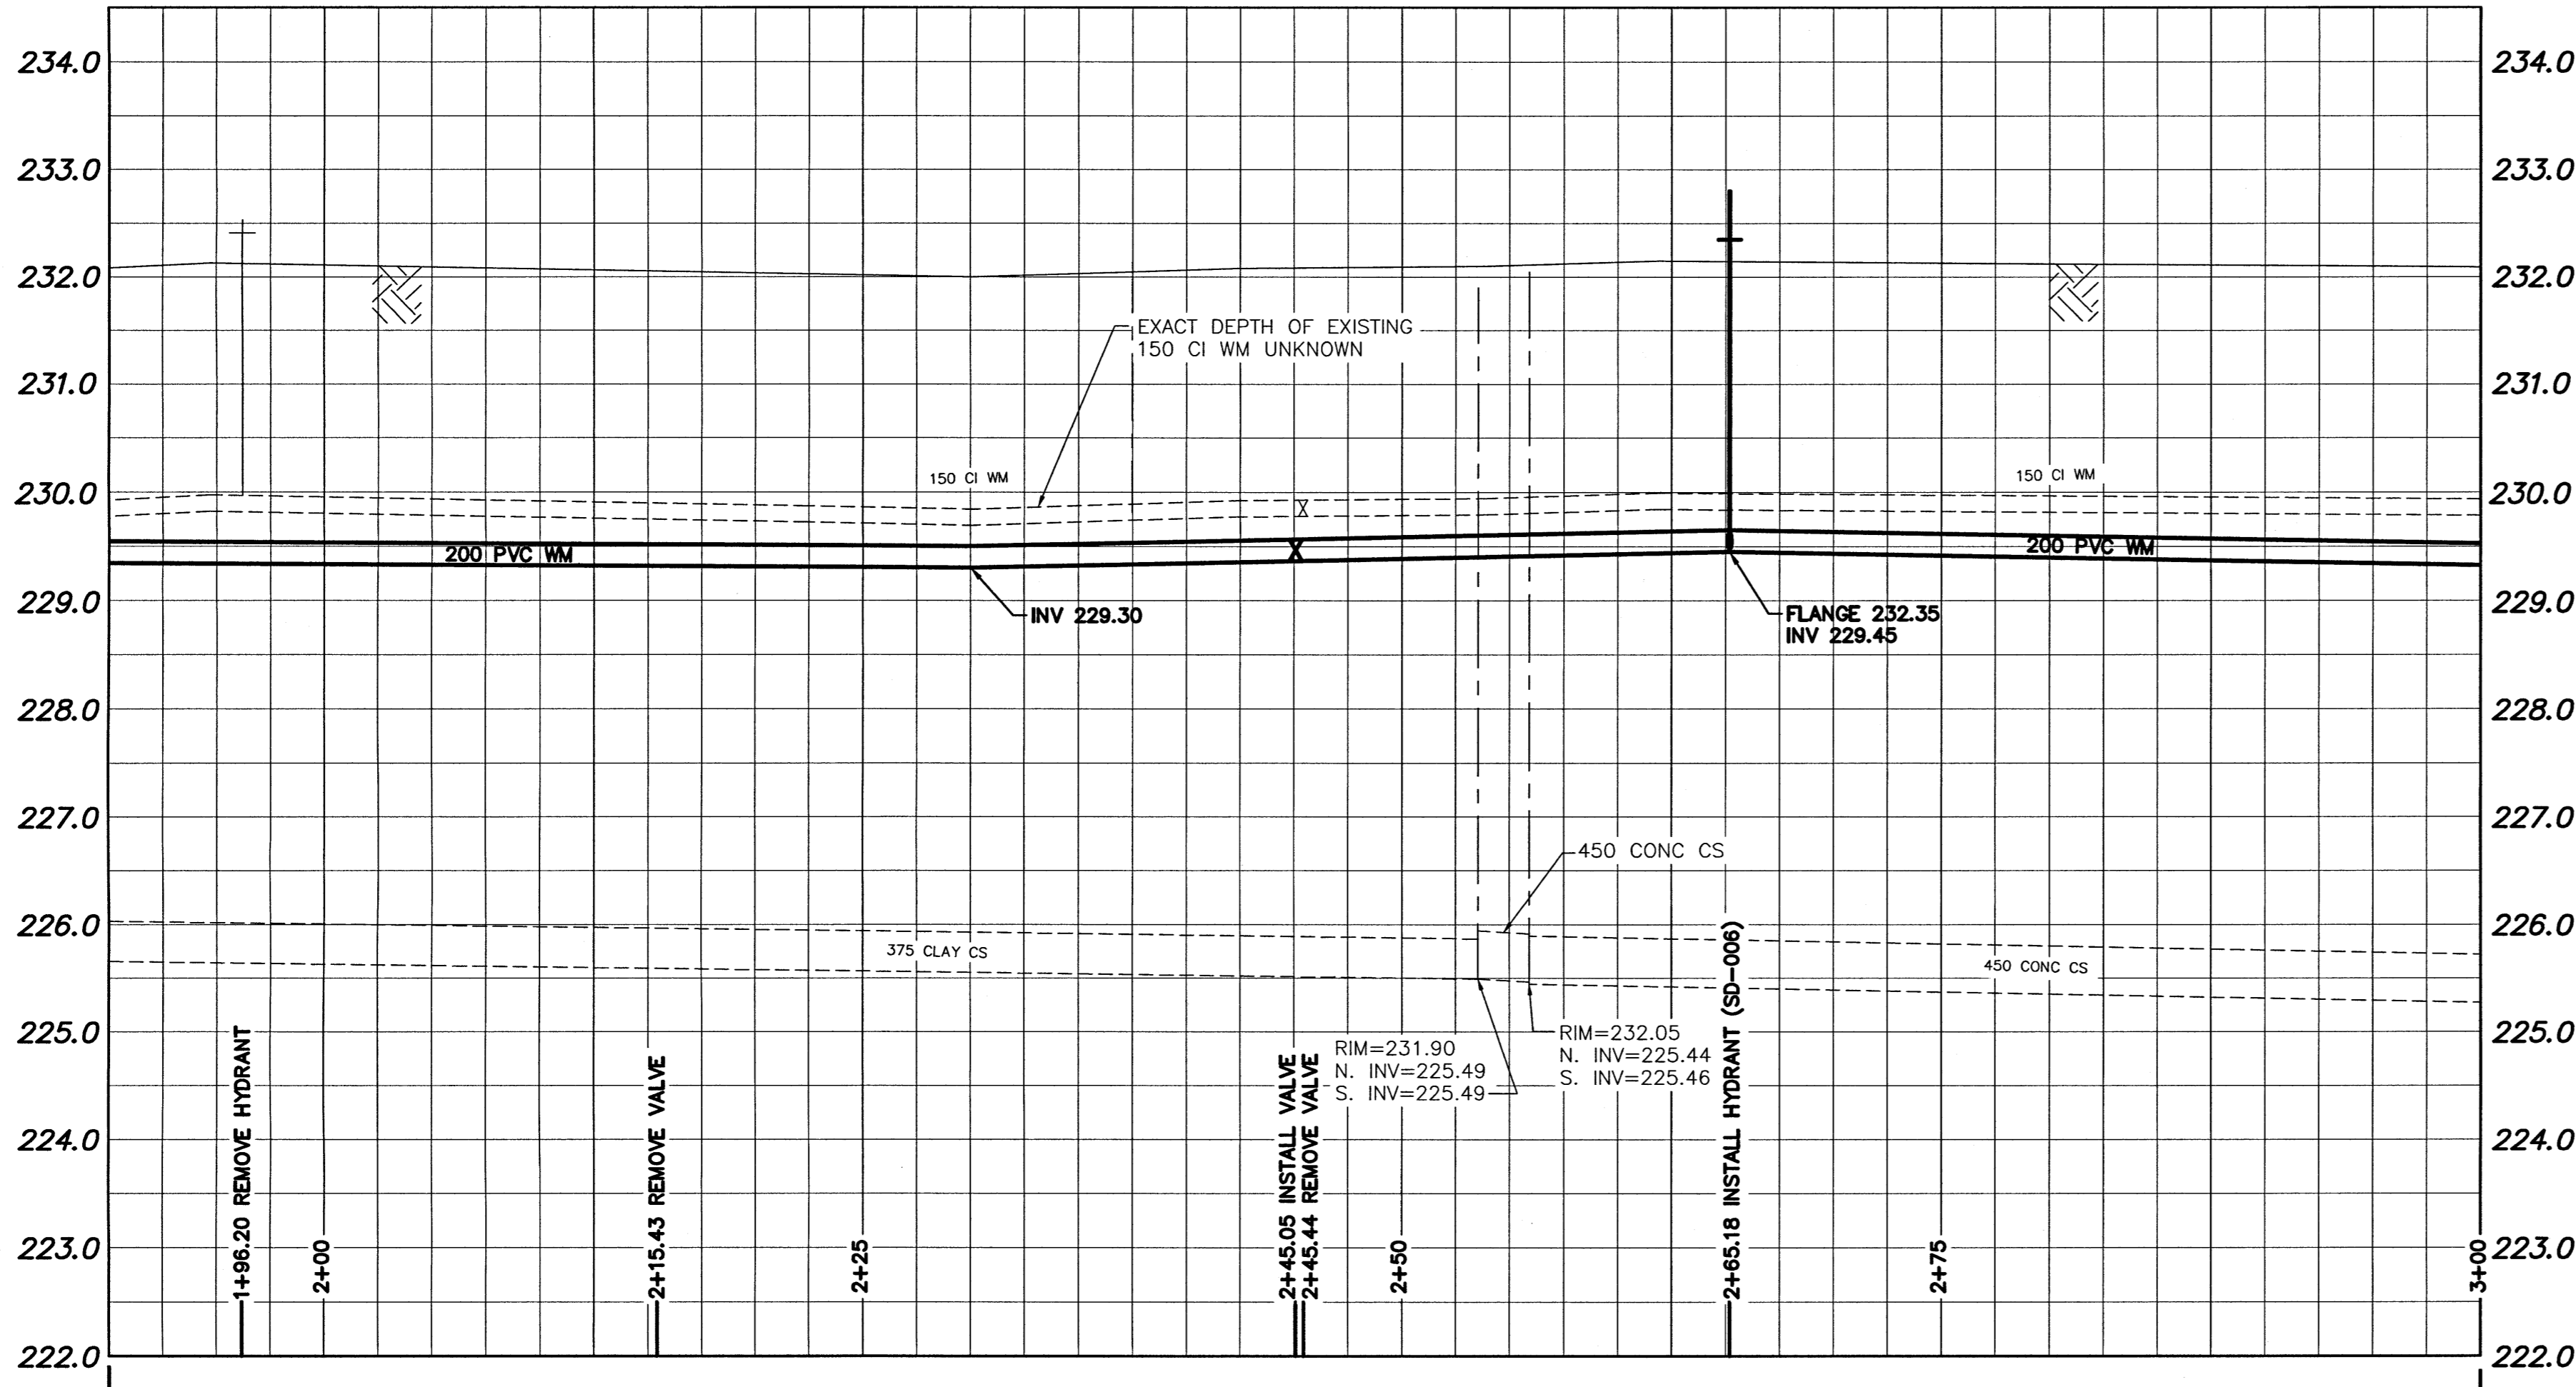 234.0
234.0
233.0
233.0
232.0
232.0
EXACT DEPTH OF EXISTING
150 CI WM UNKNOWN
231.0
231.0
150 CI WM
150 CI WM
230.0
230.0
X
X
200 PVC WM
200 PVC WM
229.0
229.0
INV 229.30
FLANGE 232.35
INV 229.45
228.0
228.0
227.0
227.0
450 CONC CS
226.0
226.0
375 CLAY CS
450 CONC CS
225.0
225.0
RIM=231.90
N. INV=225.49
S. INV=225.49
RIM=232.05
N. INV=225.44
S. INV=225.46
224.0
224.0
223.0
223.0
1+96.20 REMOVE HYDRANT
2+00
2+15.43 REMOVE VALVE
2+25
2+45.05 INSTALL VALVE
2+45.44 REMOVE VALVE
2+50
2+65.18 INSTALL HYDRANT (SD-006)
2+75
3+00
222.0
222.0